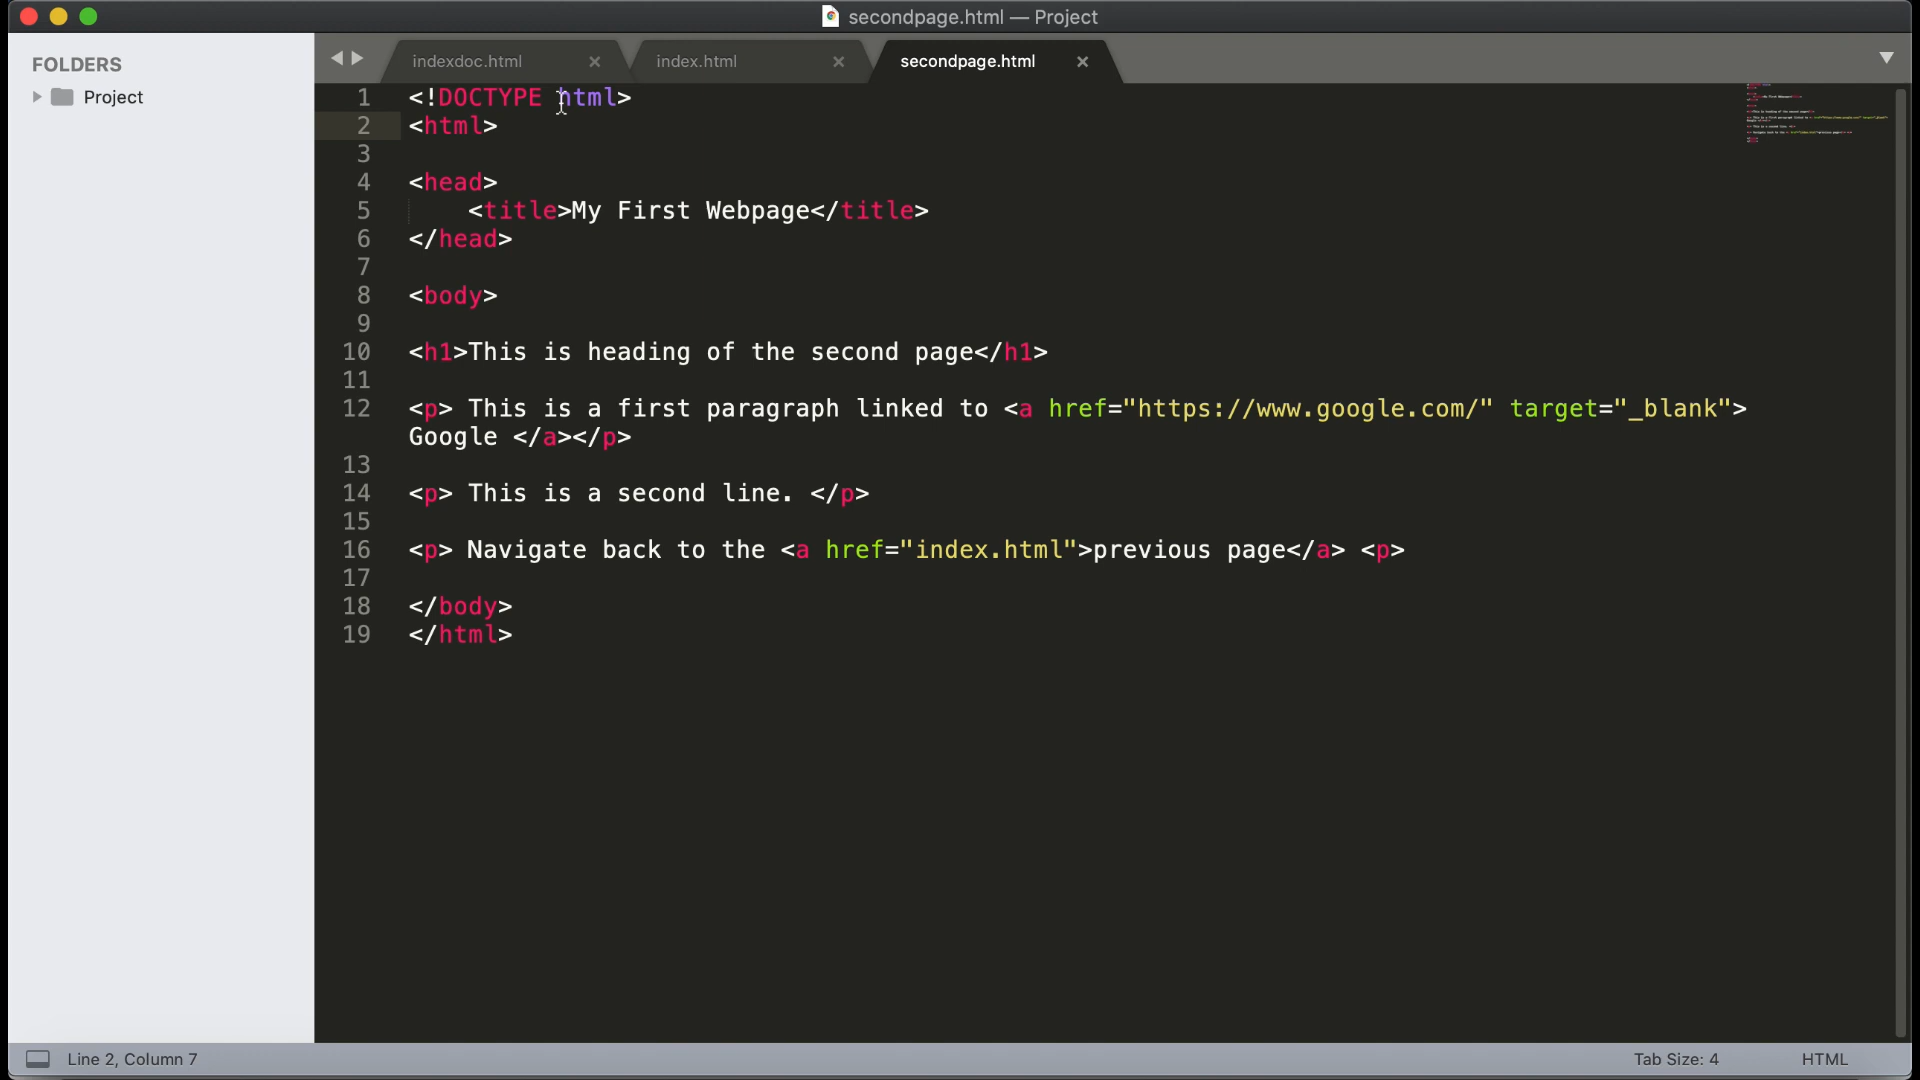 secondpage.html — Project
FOLDERS
Project
indexdoc.html
index.html
secondpage.html
1 <!DOCTYPE html>
2 <html>
3
4 <head>
5 <title>My First Webpage</title>
6 </head>
7
8 <body>
9
10 <h1>This is heading of the second page</h1>
11
12 <p> This is a first paragraph linked to <a href="https://www.google.com/" target="_blank">
Google </a></p>
13
14 <p> This is a second line. </p>
15
16 <p> Navigate back to the <a href="index.html">previous page</a> <p>
17
18 </body>
19 </html>
Line 2, Column 7
Tab Size: 4
HTML